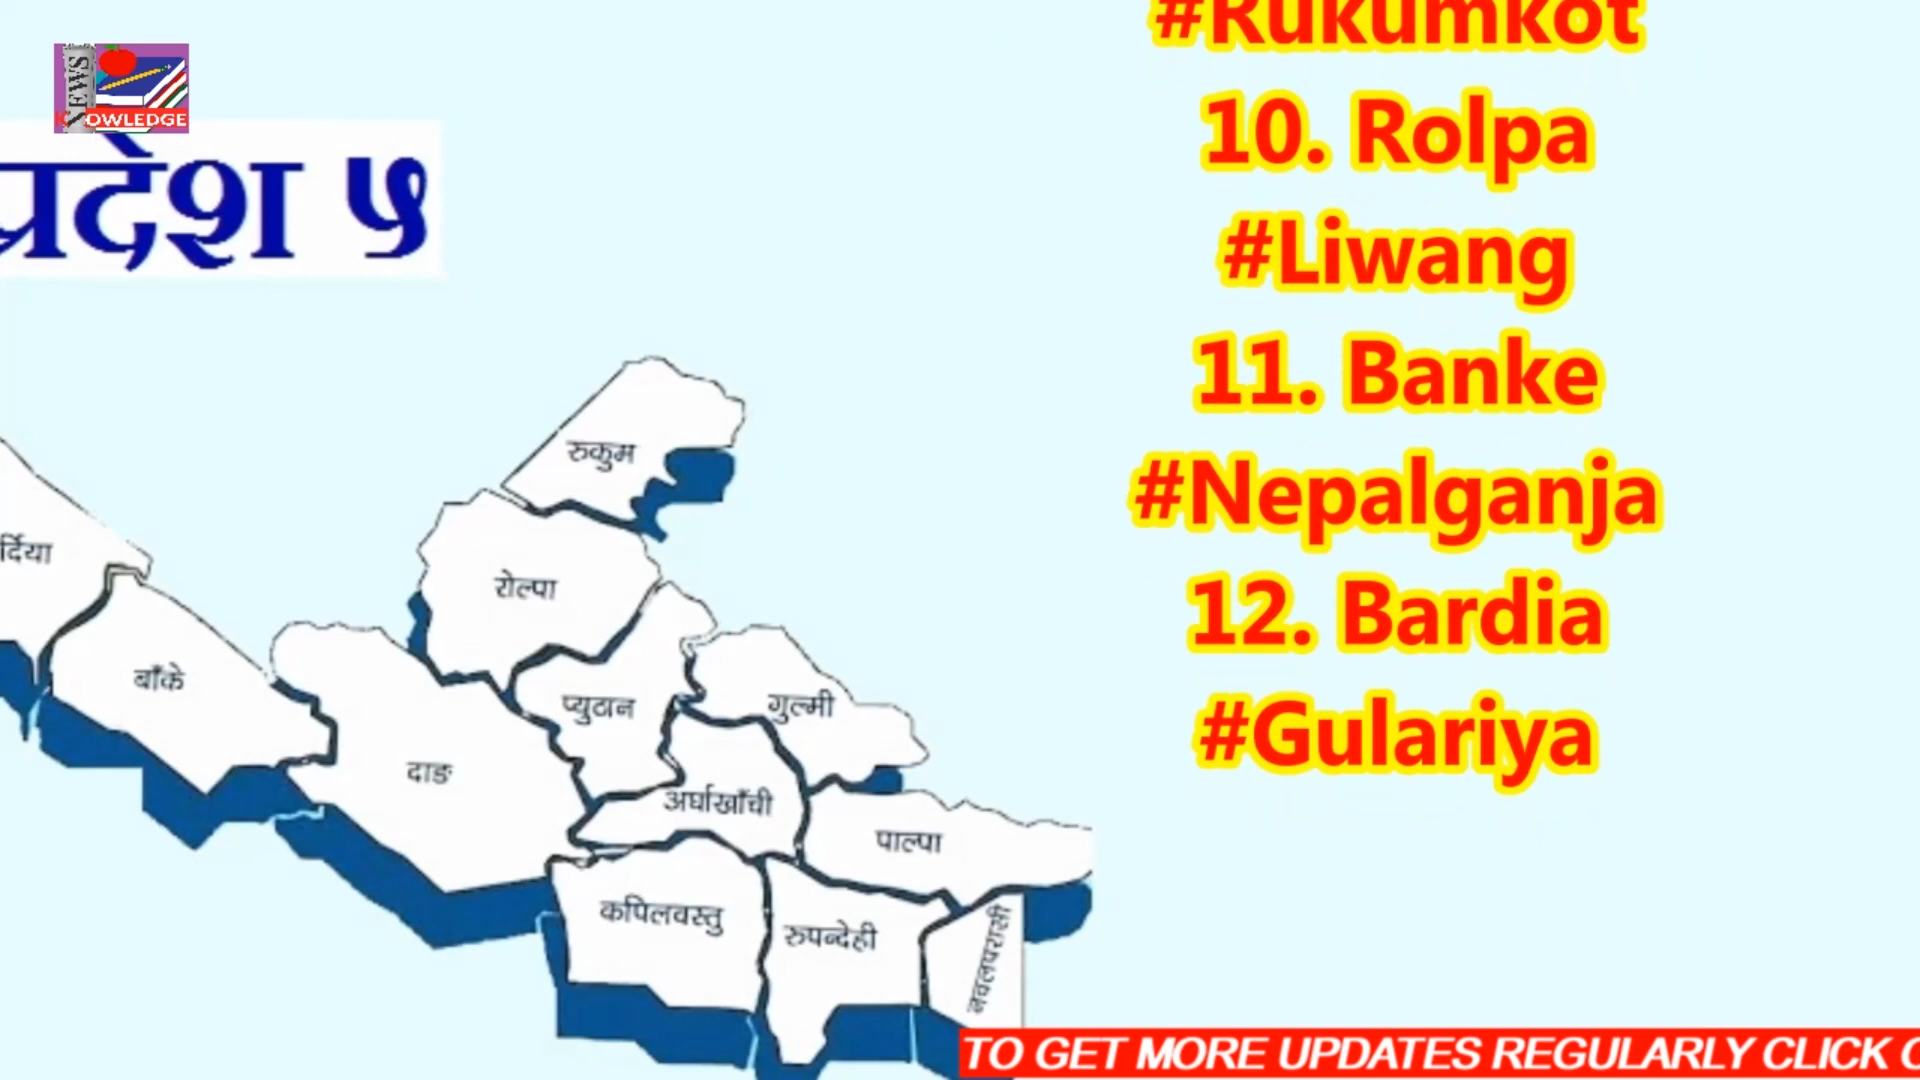 NEWS
KNOWLEDGE
प्रदेश ५
#Rukumkot
10. Rolpa
#Liwang
11. Banke
#Nepalganja
12. Bardia
#Gulariya
रुकुम
र्दिया
रोल्पा
बाँके
प्युठान
गुल्मी
दाङ
अर्घाखाँची
पाल्पा
कपिलवस्तु
रुपन्देही
नवलपरासी
TO GET MORE UPDATES REGULARLY CLICK